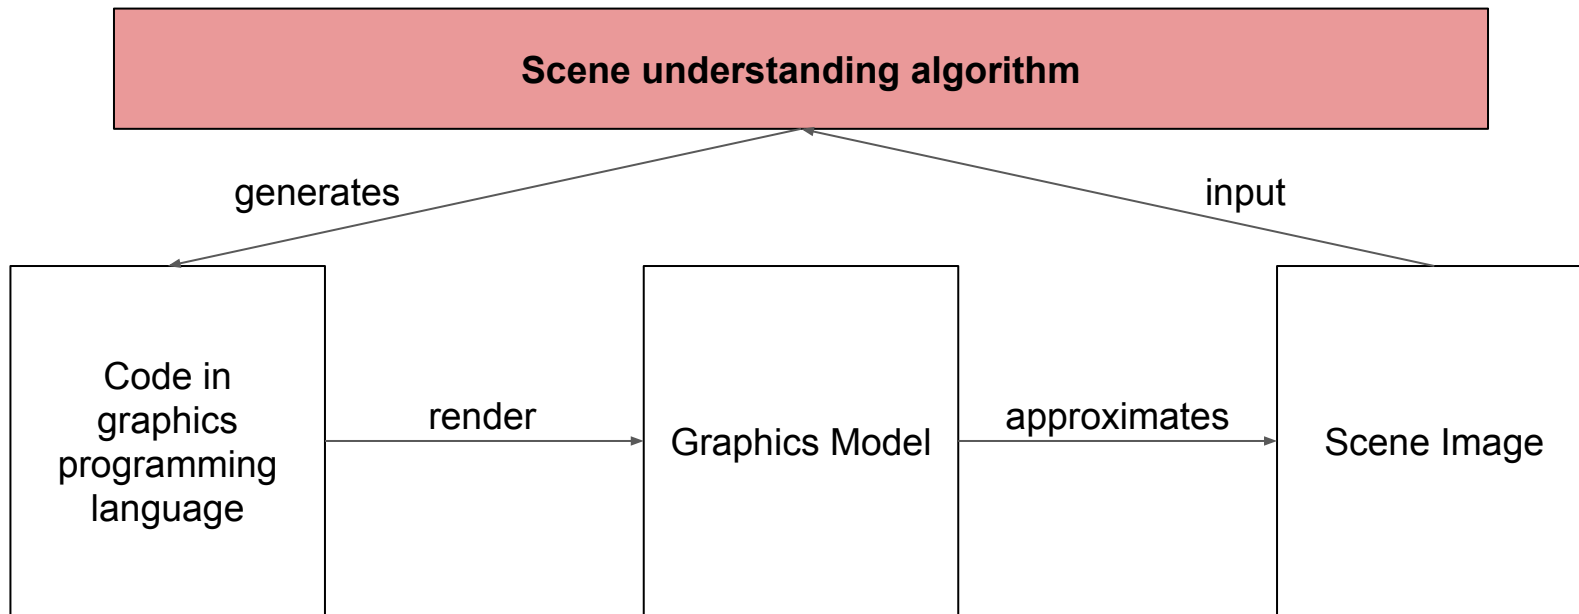 Scene understanding algorithm
generates
input
Code in
graphics
programming
language
render
Graphics Model
approximates
Scene Image